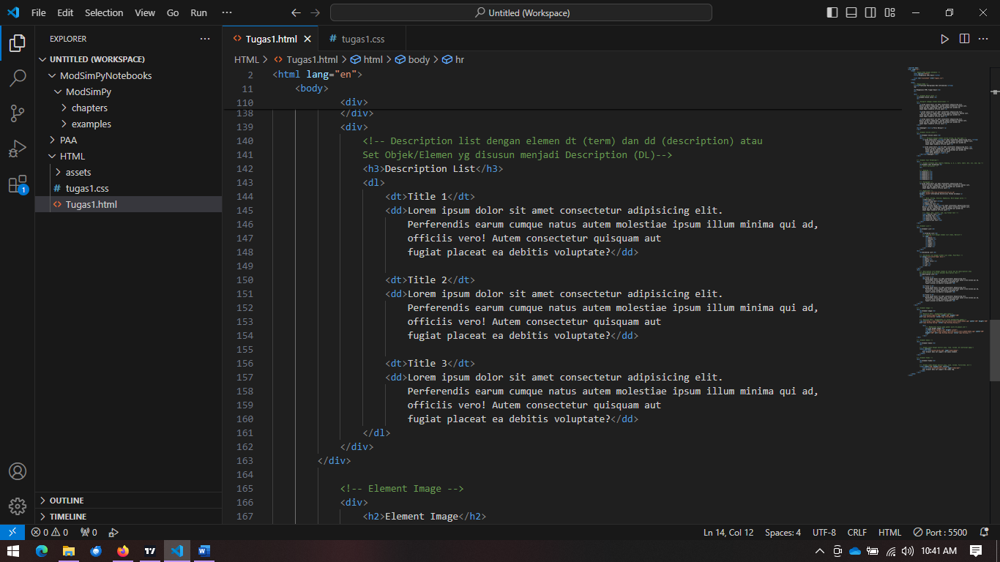 File Edit Selection View Go Run ··· Untitled (Workspace)
EXPLORER ···
UNTITLED (WORKSPACE)
ModSimPyNotebooks
ModSimPy
chapters
examples
PAA
HTML
assets
# tugas1.css
<> Tugas1.html
OUTLINE
TIMELINE
1
<> Tugas1.html × # tugas1.css
HTML > <> Tugas1.html > html > body > hr
2 <html lang="en">
11 <body>
110 <div>
138 </div>
139 <div>
140 <!-- Description list dengan elemen dt (term) dan dd (description) atau
141 Set Objek/Elemen yg disusun menjadi Description (DL)-->
142 <h3>Description List</h3>
143 <dl>
144 <dt>Title 1</dt>
145 <dd>Lorem ipsum dolor sit amet consectetur adipisicing elit.
146 Perferendis earum cumque natus autem molestiae ipsum illum minima qui ad,
147 officiis vero! Autem consectetur quisquam aut
148 fugiat placeat ea debitis voluptate?</dd>
149
150 <dt>Title 2</dt>
151 <dd>Lorem ipsum dolor sit amet consectetur adipisicing elit.
152 Perferendis earum cumque natus autem molestiae ipsum illum minima qui ad,
153 officiis vero! Autem consectetur quisquam aut
154 fugiat placeat ea debitis voluptate?</dd>
155
156 <dt>Title 3</dt>
157 <dd>Lorem ipsum dolor sit amet consectetur adipisicing elit.
158 Perferendis earum cumque natus autem molestiae ipsum illum minima qui ad,
159 officiis vero! Autem consectetur quisquam aut
160 fugiat placeat ea debitis voluptate?</dd>
161 </dl>
162 </div>
163 </div>
164
165 <!-- Element Image -->
166 <div>
167 <h2>Element Image</h2>
0 0 0 Ln 14, Col 12 Spaces: 4 UTF-8 CRLF HTML Port : 5500
10:41 AM